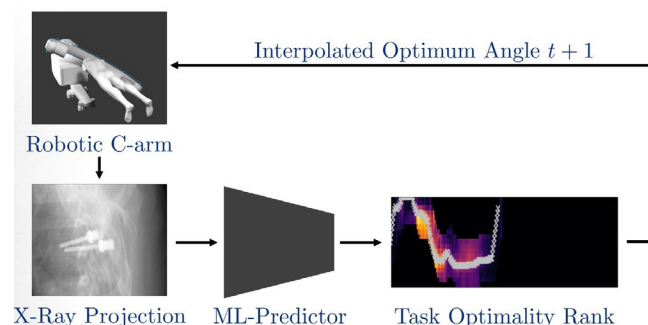 Interpolated Optimum Angle t + 1
Robotic C-arm
X-Ray Projection
ML-Predictor
Task Optimality Rank